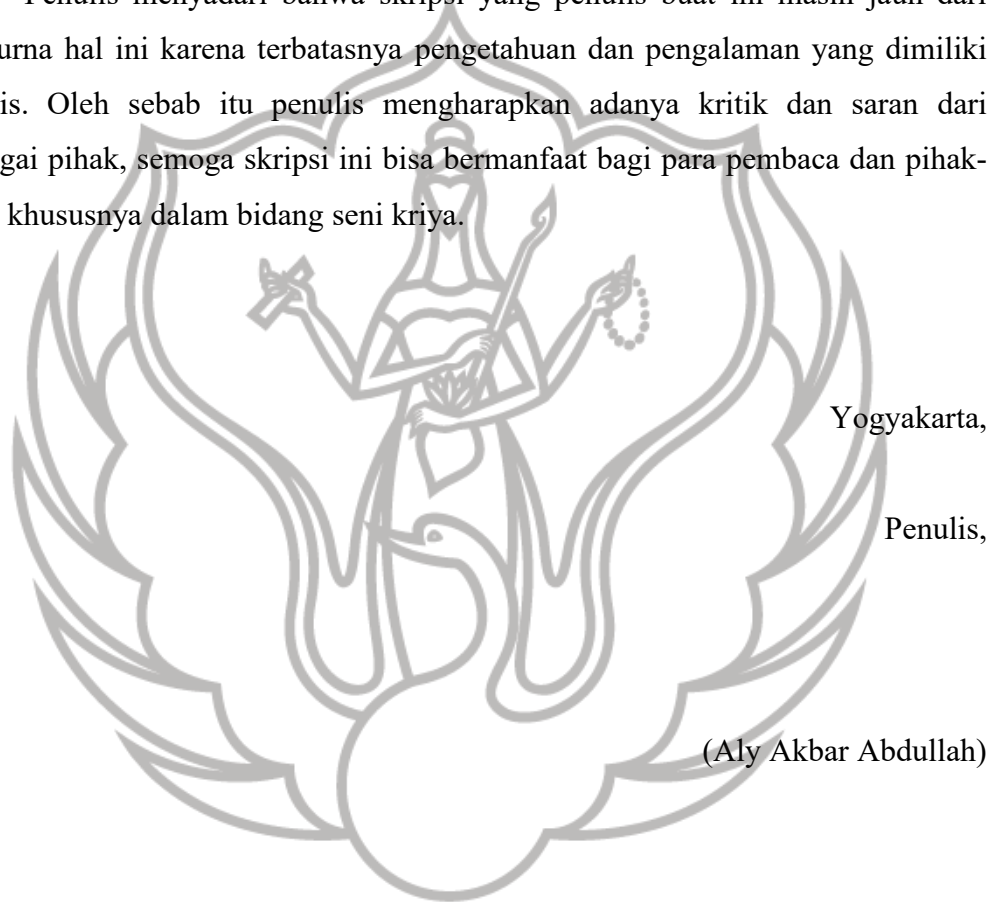 Penulis menyadari bahwa skripsi yang penulis buat ini masih jauh dari
urna hal ini karena terbatasnya pengetahuan dan pengalaman yang dimiliki
is. Oleh sebab itu penulis mengharapkan adanya kritik dan saran dari
gai pihak, semoga skripsi ini bisa bermanfaat bagi para pembaca dan pihak-
khususnya dalam bidang seni kriya.
Yogyakarta,
Penulis,
(Aly Akbar Abdullah)